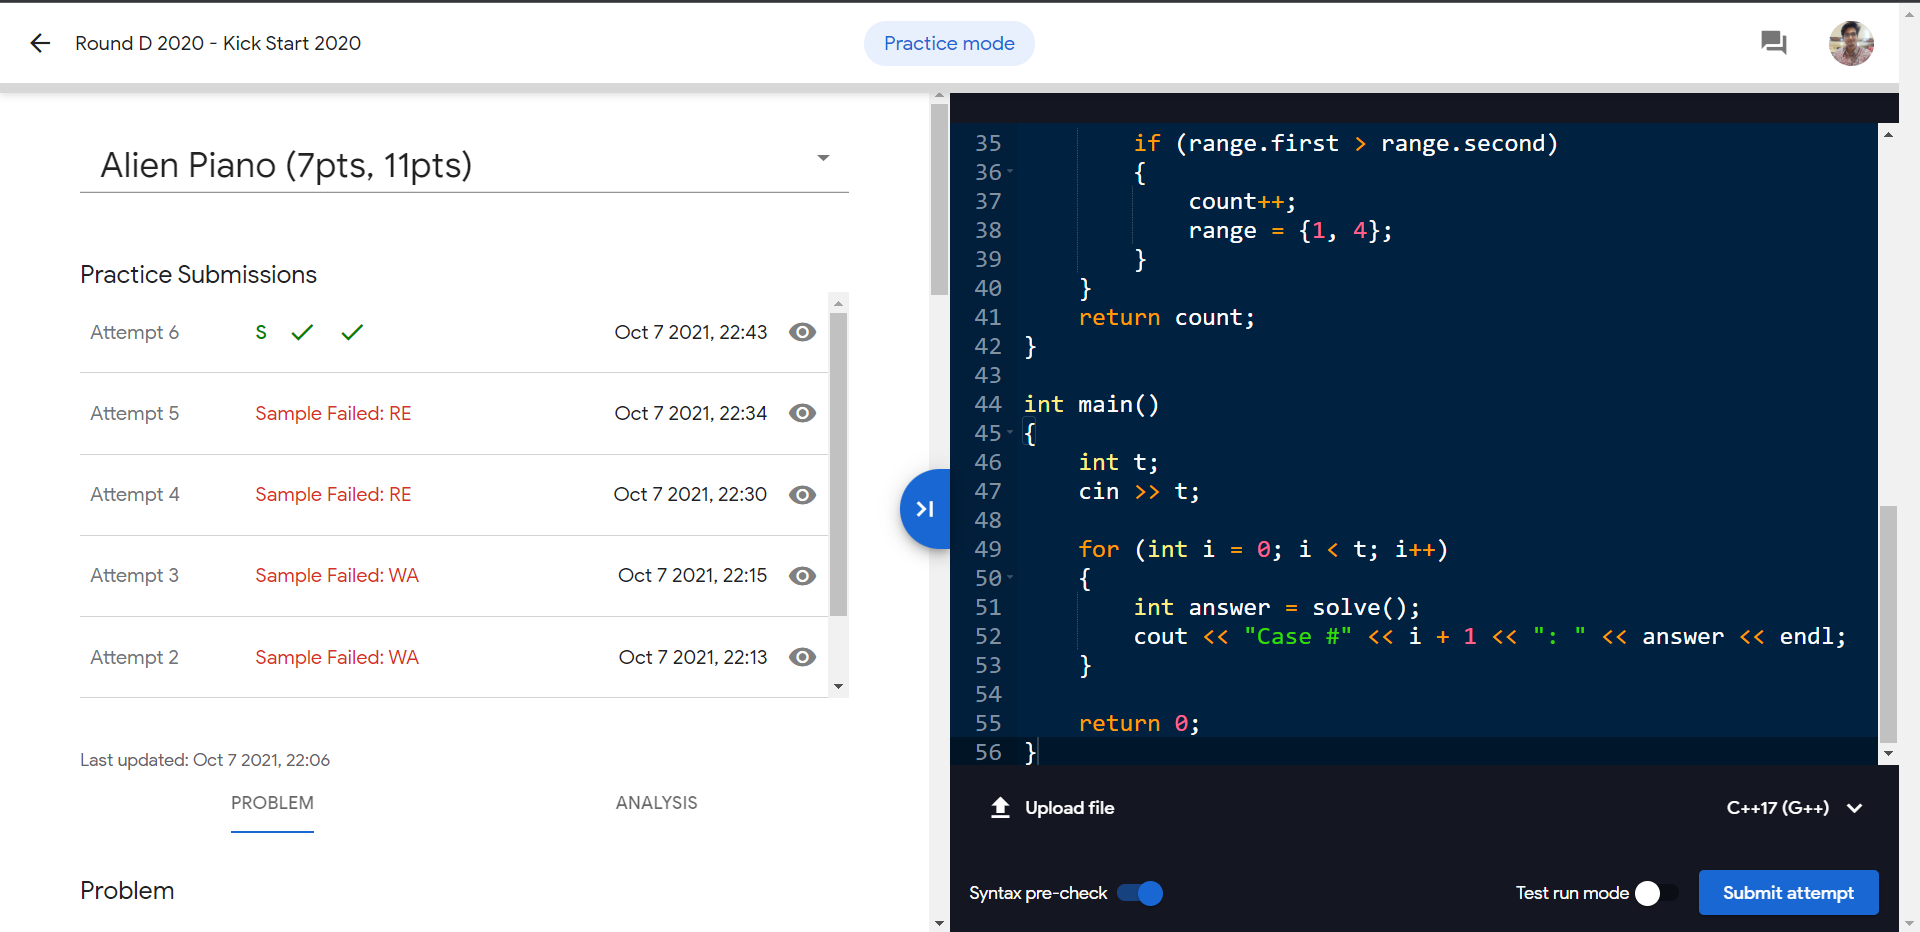 Round D 2020 - Kick Start 2020
Practice mode
Alien Piano (7pts, 11pts)
Practice Submissions
Attempt 6 S Oct 7 2021, 22:43
Attempt 5 Sample Failed: RE Oct 7 2021, 22:34
Attempt 4 Sample Failed: RE Oct 7 2021, 22:30
Attempt 3 Sample Failed: WA Oct 7 2021, 22:15
Attempt 2 Sample Failed: WA Oct 7 2021, 22:13
Last updated: Oct 7 2021, 22:06
PROBLEM ANALYSIS
Problem
35 if (range.first > range.second)
36 {
37 count++;
38 range = {1, 4};
39 }
40 }
41 return count;
42 }
43
44 int main()
45 {
46 int t;
47 cin >> t;
48
49 for (int i = 0; i < t; i++)
50 {
51 int answer = solve();
52 cout << "Case #" << i + 1 << ": " << answer << endl;
53 }
54
55 return 0;
56 }
Upload file C++17 (G++)
Syntax pre-check Test run mode Submit attempt